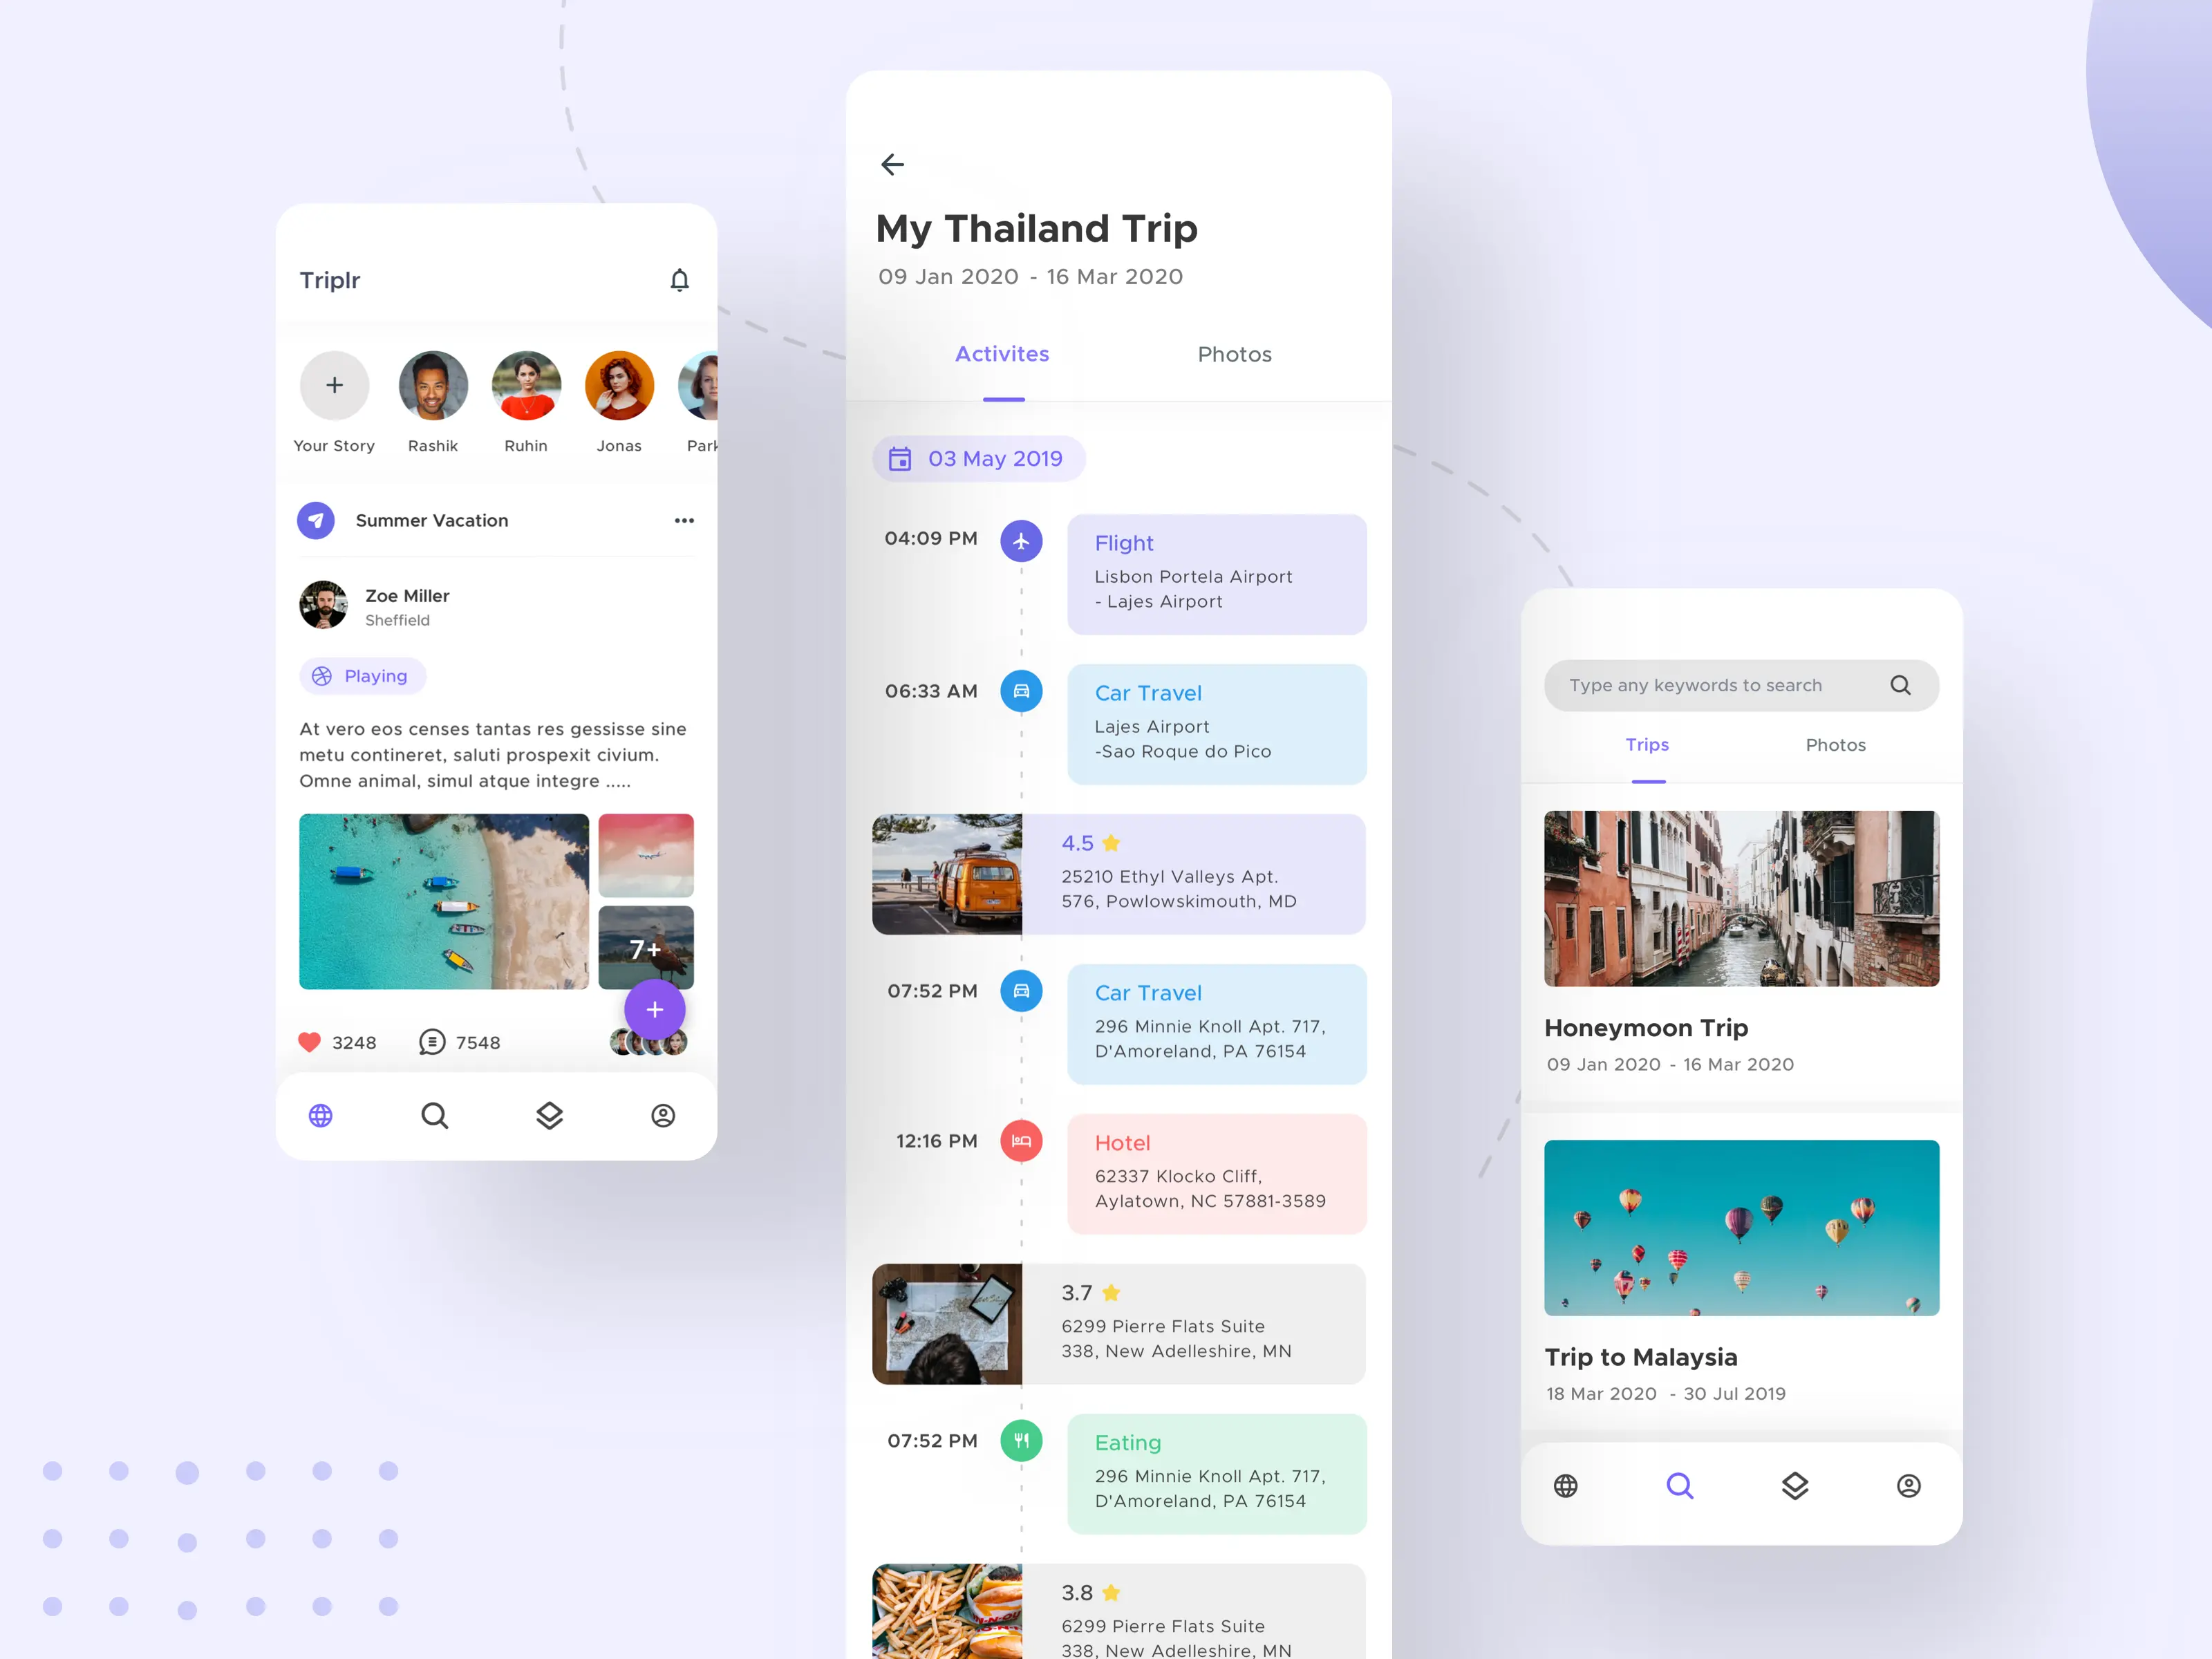 Triplr
Your Story
Rashik
Ruhin
Jonas
Park
Summer Vacation
Zoe Miller
Sheffield
Playing
At vero eos censes tantas res gessisse sine
metu contineret, saluti prospexit civium.
Omne animal, simul atque integre .....
7+
3248
7548
My Thailand Trip
09 Jan 2020 - 16 Mar 2020
Activites
Photos
03 May 2019
04:09 PM
Flight
Lisbon Portela Airport
- Lajes Airport
06:33 AM
Car Travel
Lajes Airport
-Sao Roque do Pico
4.5
25210 Ethyl Valleys Apt.
576, Powlowskimouth, MD
07:52 PM
Car Travel
296 Minnie Knoll Apt. 717,
D'Amoreland, PA 76154
12:16 PM
Hotel
62337 Klocko Cliff,
Aylatown, NC 57881-3589
3.7
6299 Pierre Flats Suite
338, New Adelleshire, MN
07:52 PM
Eating
296 Minnie Knoll Apt. 717,
D'Amoreland, PA 76154
3.8
6299 Pierre Flats Suite
338, New Adelleshire, MN
Type any keywords to search
Trips
Photos
Honeymoon Trip
09 Jan 2020 - 16 Mar 2020
Trip to Malaysia
18 Mar 2020 - 30 Jul 2019